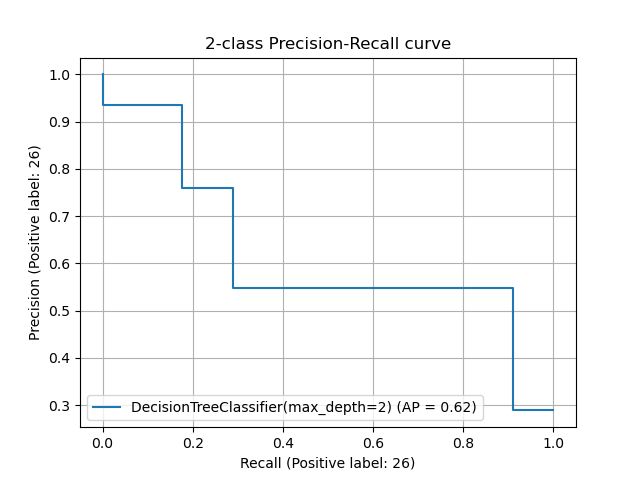 2-class Precision-Recall curve
1.0
0.9
0.8
0.7
0.6
0.5
0.4
0.3
Precision (Positive label: 26)
DecisionTreeClassifier(max_depth=2) (AP = 0.62)
0.0 0.2 0.4 0.6 0.8 1.0
Recall (Positive label: 26)